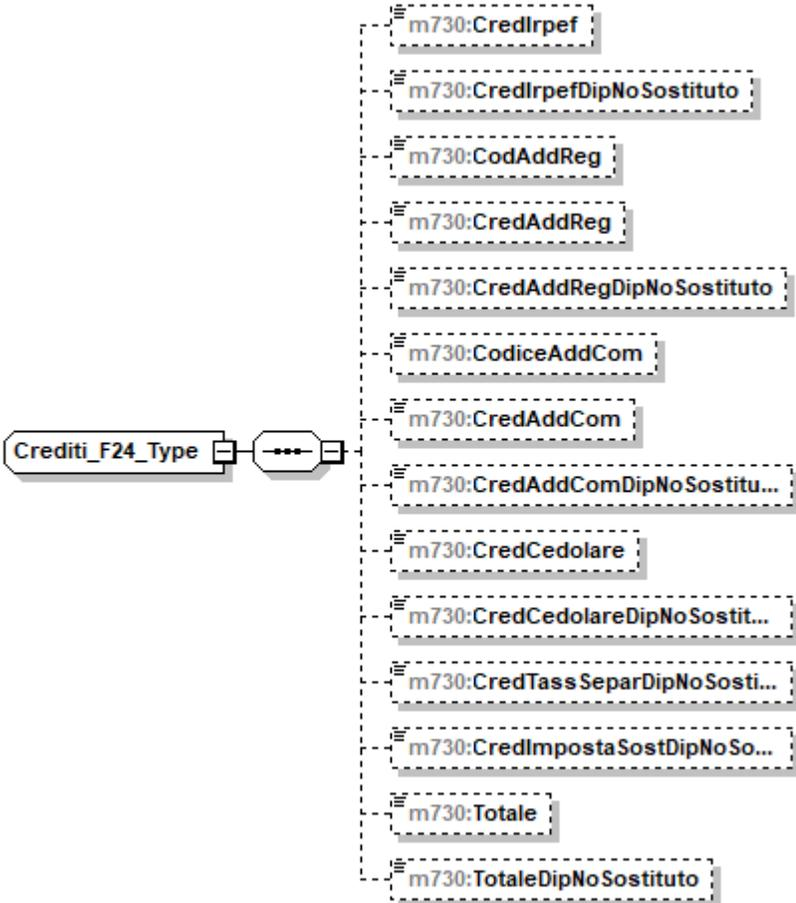 m730:CredIrpef
m730:CredIrpefDipNoSostituto
m730:CodAddReg
m730:CredAddReg
m730:CredAddRegDipNoSostituto
m730:CodiceAddCom
m730:CredAddCom
Crediti_F24_Type
m730:CredAddComDipNoSostitu...
m730:CredCedolare
m730:CredCedolareDipNoSostit...
m730:CredTassSeparDipNoSosti...
m730:CredImpostaSostDipNoSo...
m730:Totale
m730:TotaleDipNoSostituto